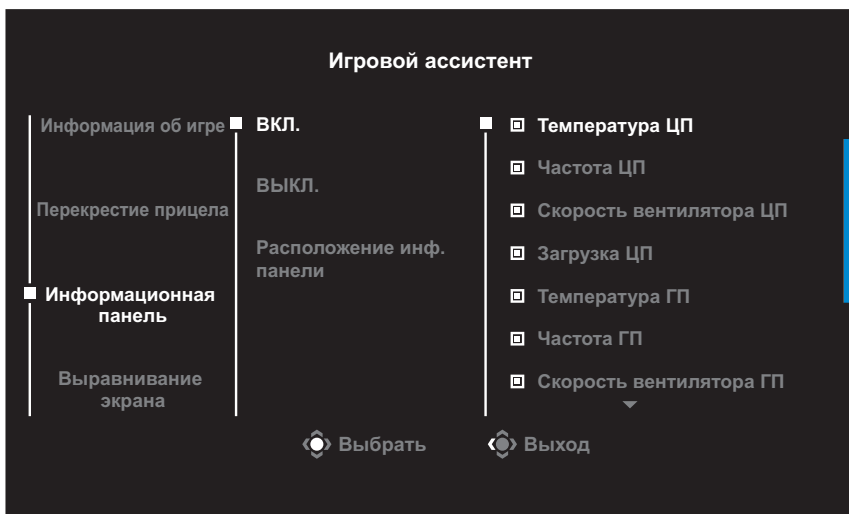 Игровой ассистент
Информация об игре
Перекрестие прицела
Информационная
панель
Выравнивание
экрана
ВКЛ.
ВЫКЛ.
Расположение инф.
панели
Температура ЦП
Частота ЦП
Скорость вентилятора ЦП
Загрузка ЦП
Температура ГП
Частота ГП
Скорость вентилятора ГП
Выбрать
Выход